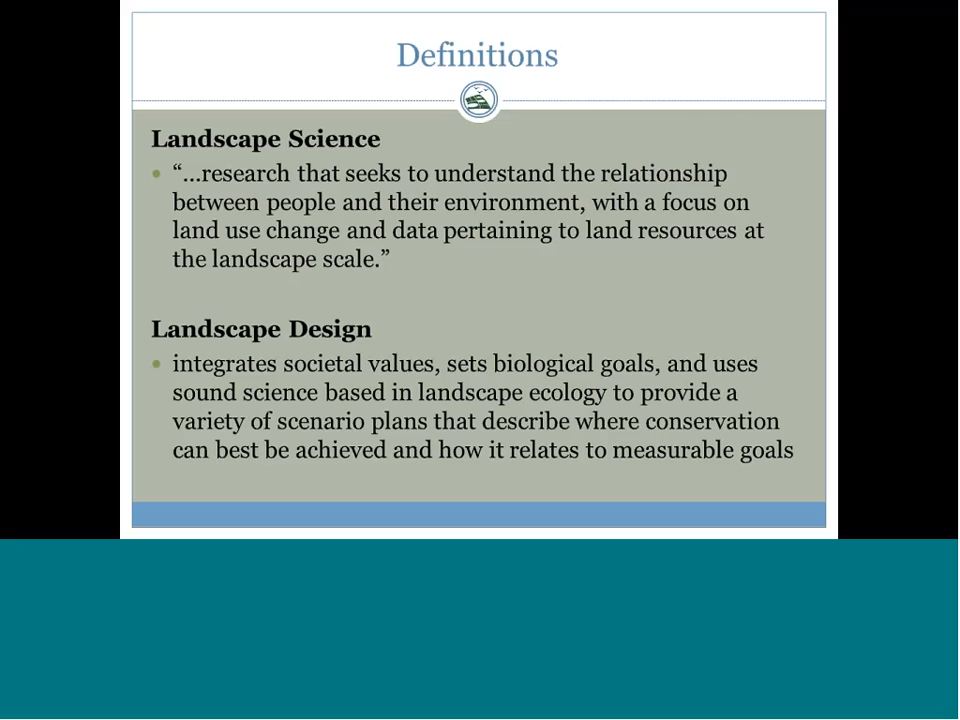 Definitions
Landscape Science
• “…research that seeks to understand the relationship
between people and their environment, with a focus on
land use change and data pertaining to land resources at
the landscape scale.”
Landscape Design
• integrates societal values, sets biological goals, and uses
sound science based in landscape ecology to provide a
variety of scenario plans that describe where conservation
can best be achieved and how it relates to measurable goals